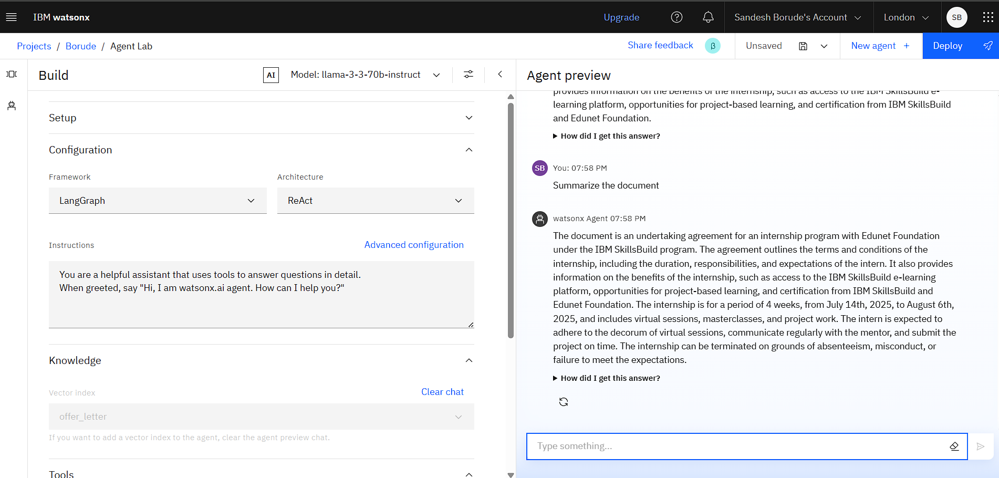 IBM watsonx
Upgrade
Sandesh Borude's Account
London
SB
Projects / Borude / Agent Lab
Share feedback
β
Unsaved
New agent +
Deploy
Build
AI
Model: llama-3-3-70b-instruct
Agent preview
Setup
Configuration
Framework
Architecture
LangGraph
ReAct
Instructions
Advanced configuration
You are a helpful assistant that uses tools to answer questions in detail.
When greeted, say "Hi, I am watsonx.ai agent. How can I help you?"
Knowledge
Vector index
Clear chat
offer_letter
If you want to add a vector index to the agent, clear the agent preview chat.
Tools
provides information on the benefits of the internship, such as access to the IBM SkillsBuild e-
learning platform, opportunities for project-based learning, and certification from IBM SkillsBuild
and Edunet Foundation.
How did I get this answer?
SB
You: 07:58 PM
Summarize the document
watsonx Agent 07:58 PM
The document is an undertaking agreement for an internship program with Edunet Foundation
under the IBM SkillsBuild program. The agreement outlines the terms and conditions of the
internship, including the duration, responsibilities, and expectations of the intern. It also provides
information on the benefits of the internship, such as access to the IBM SkillsBuild e-learning
platform, opportunities for project-based learning, and certification from IBM SkillsBuild and
Edunet Foundation. The internship is for a period of 4 weeks, from July 14th, 2025, to August 6th,
2025, and includes virtual sessions, masterclasses, and project work. The intern is expected to
adhere to the decorum of virtual sessions, communicate regularly with the mentor, and submit the
project on time. The internship can be terminated on grounds of absenteeism, misconduct, or
failure to meet the expectations.
How did I get this answer?
Type something...